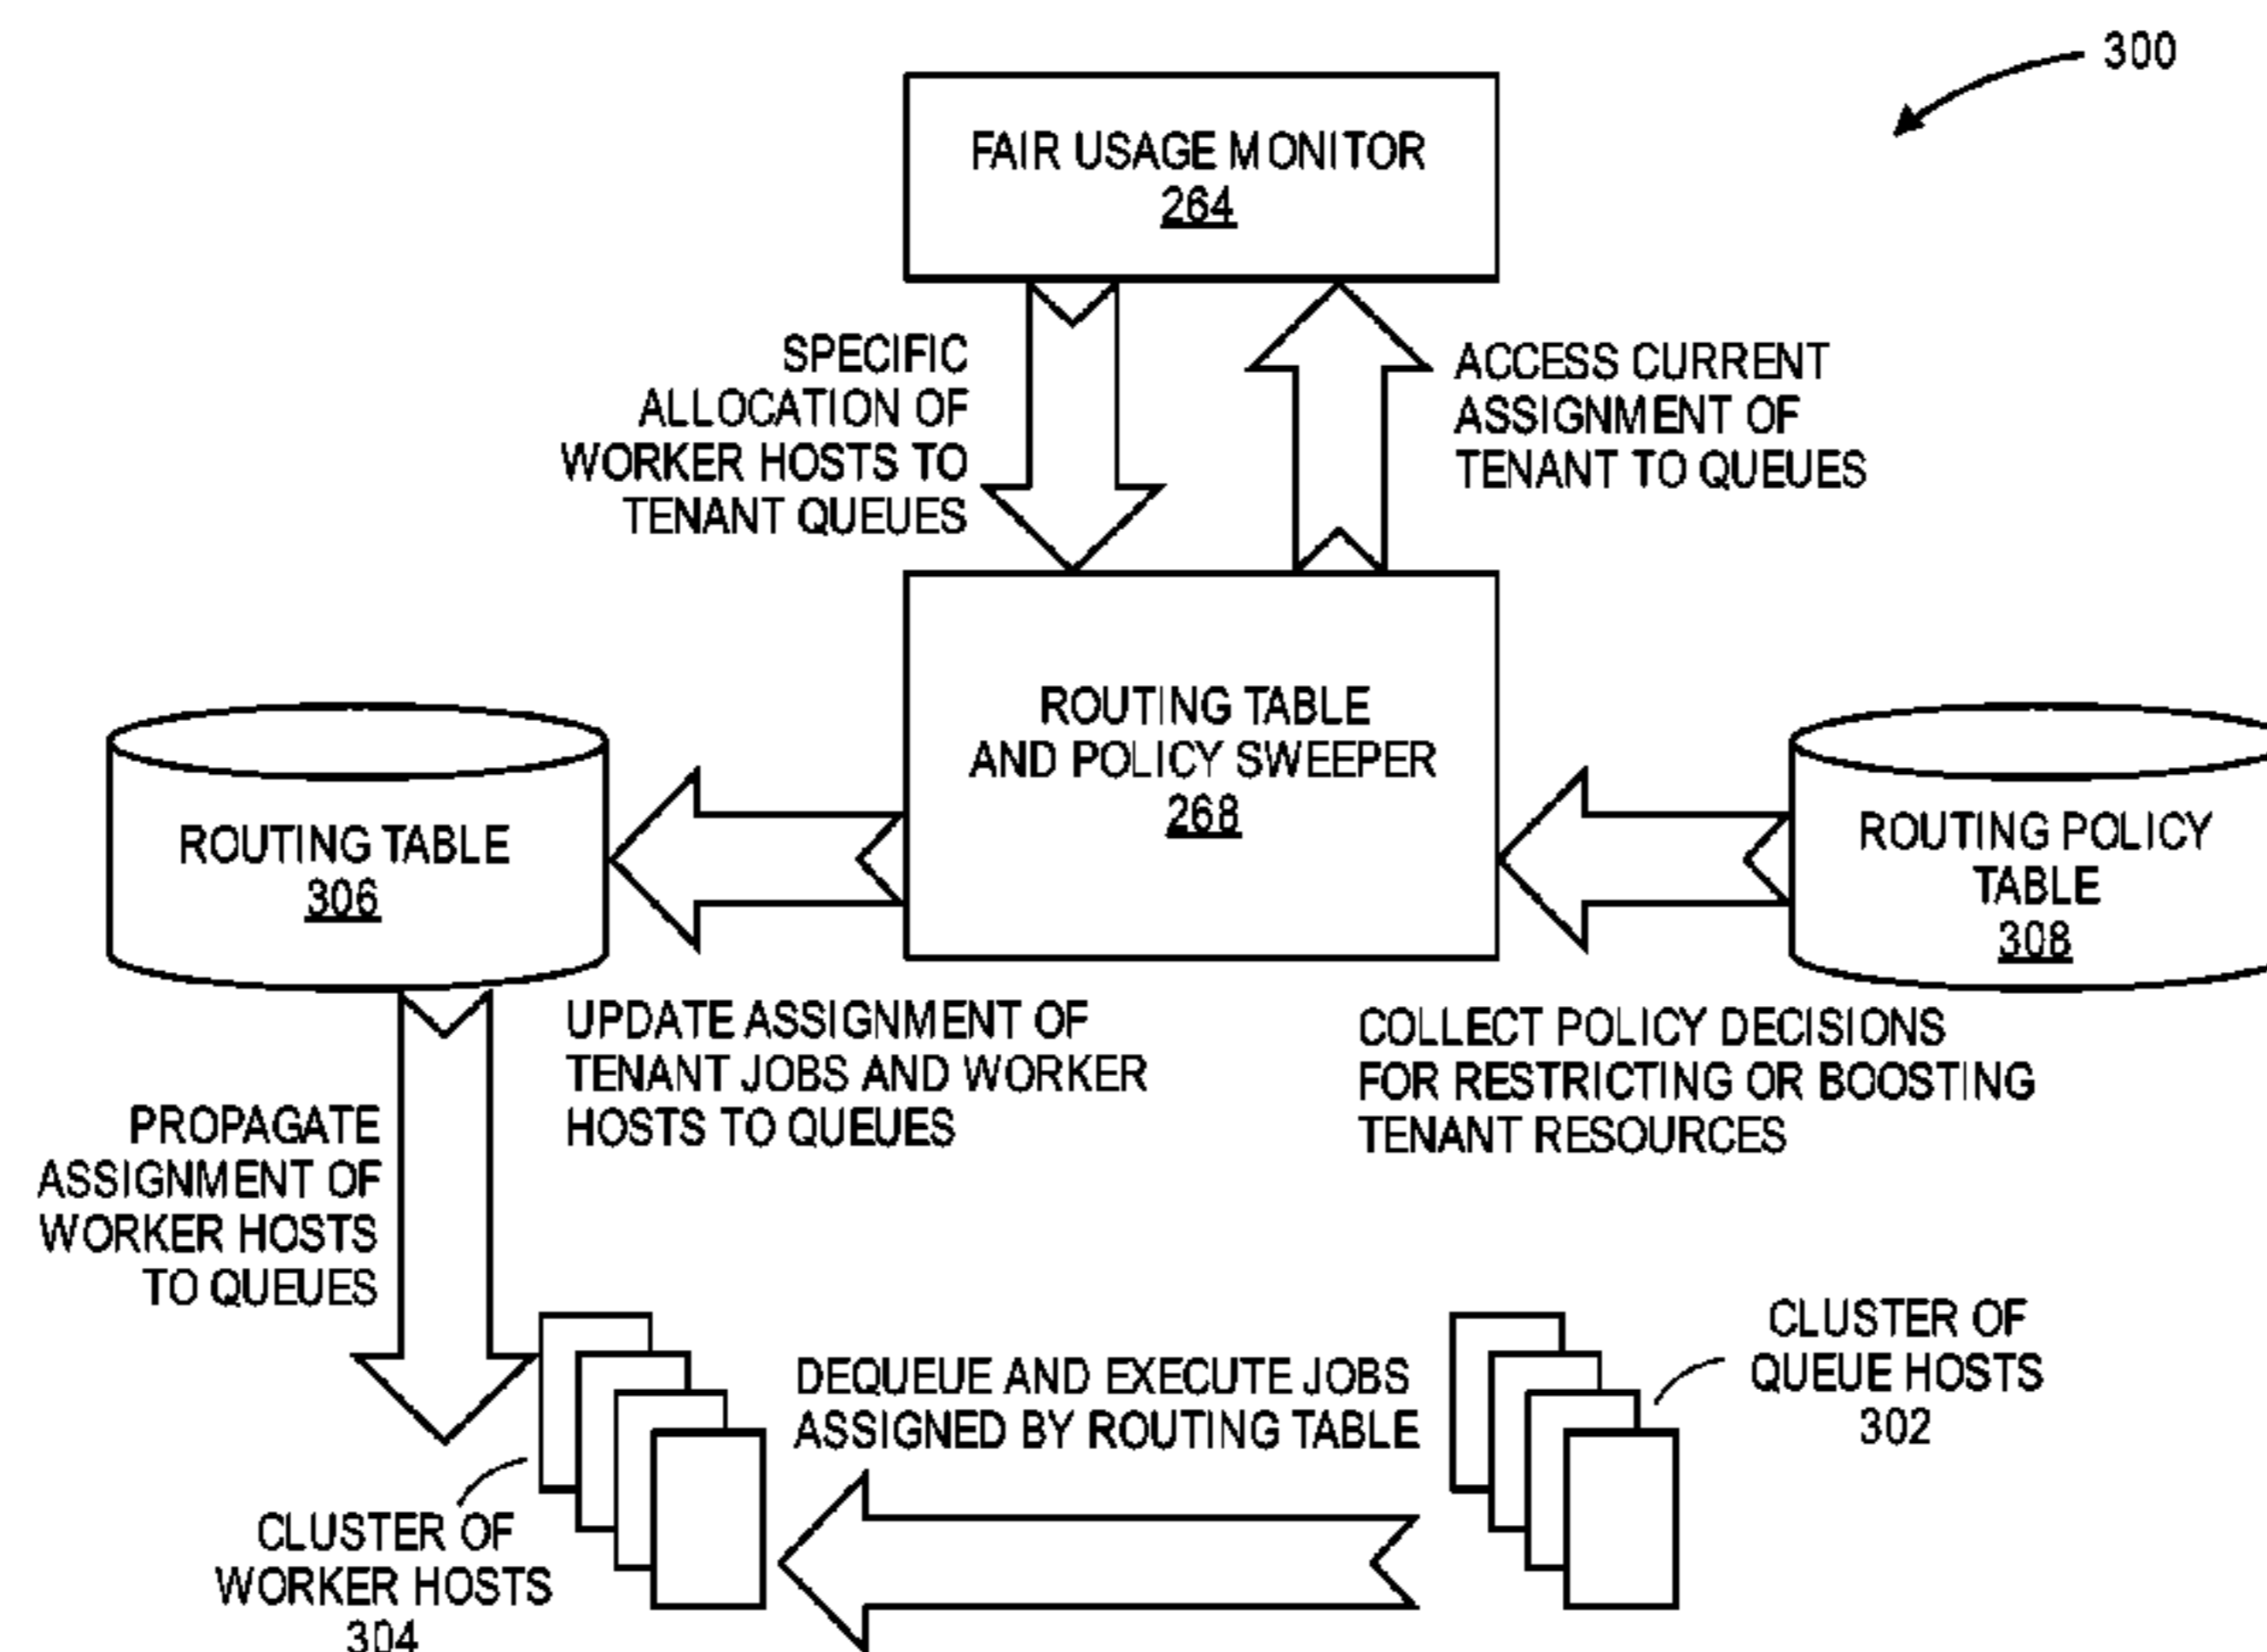 300
FAIR USAGE MONITOR
264
SPECIFIC
ALLOCATION OF
WORKER HOSTS TO
TENANT QUEUES
ACCESS CURRENT
ASSIGNMENT OF
TENANT TO QUEUES
ROUTING TABLE
AND POLICY SWEEPER
268
ROUTING TABLE
306
ROUTING POLICY
TABLE
308
UPDATE ASSIGNMENT OF
TENANT JOBS AND WORKER
HOSTS TO QUEUES
COLLECT POLICY DECISIONS
FOR RESTRICTING OR BOOSTING
TENANT RESOURCES
PROPAGATE
ASSIGNMENT OF
WORKER HOSTS
TO QUEUES
CLUSTER OF
QUEUE HOSTS
302
DEQUEUE AND EXECUTE JOBS
ASSIGNED BY ROUTING TABLE
CLUSTER OF
WORKER HOSTS
304